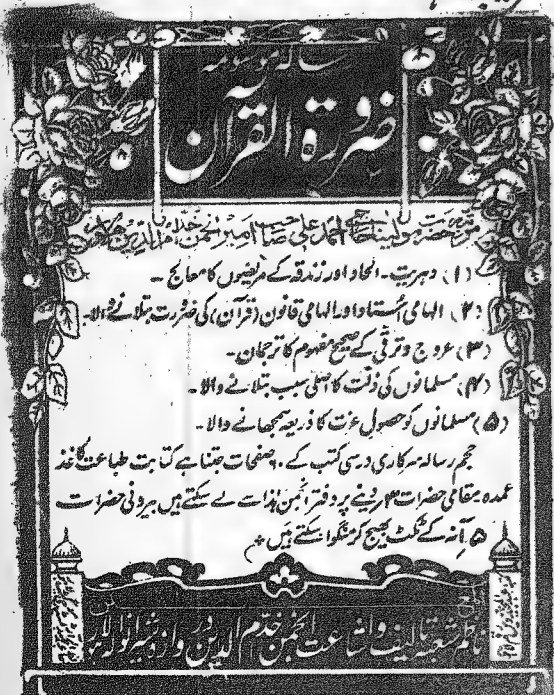 رسالہ موسومہ
ضرورة القرآن
مرتبہ حضرت مولینا احمد علی صاحب امیر انجمن خدام الدین لاہور
(۱) دہریت۔ الحاد اور زندقہ کے مریضوں کا معالج۔
(۲) الہامی استاد اور الہامی قانون (قرآن) کی ضرورت بتلانے والا۔
(۳) عروج و ترقی کے صحیح مفہوم کا ترجمان۔
(۴) مسلمانوں کی ذلت کا اصلی سبب بتلانے والا۔
(۵) مسلمانوں کو حصول عزت کا ذریعہ سمجھانے والا۔
حجم رسالہ سرکاری درسی کتب کے صفحات جتنا ہے کتابت طباعت کاغذ
عمدہ مقامی حضرات دینے پر دفتر انجمن ہذا سے لے سکتے ہیں بیرونی حضرات
۵ آنہ کے ٹکٹ بھیج کر منگوا سکتے ہیں
ناظم شعبہ تالیف و اشاعت انجمن خدام الدین دروازہ شیرانوالہ لاہور